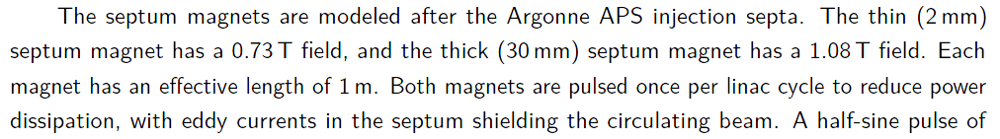 The septum magnets are modeled after the Argonne APS injection septa. The thin (2 mm)
septum magnet has a 0.73 T field, and the thick (30 mm) septum magnet has a 1.08 T field. Each
magnet has an effective length of 1 m. Both magnets are pulsed once per linac cycle to reduce power
dissipation, with eddy currents in the septum shielding the circulating beam. A half-sine pulse of